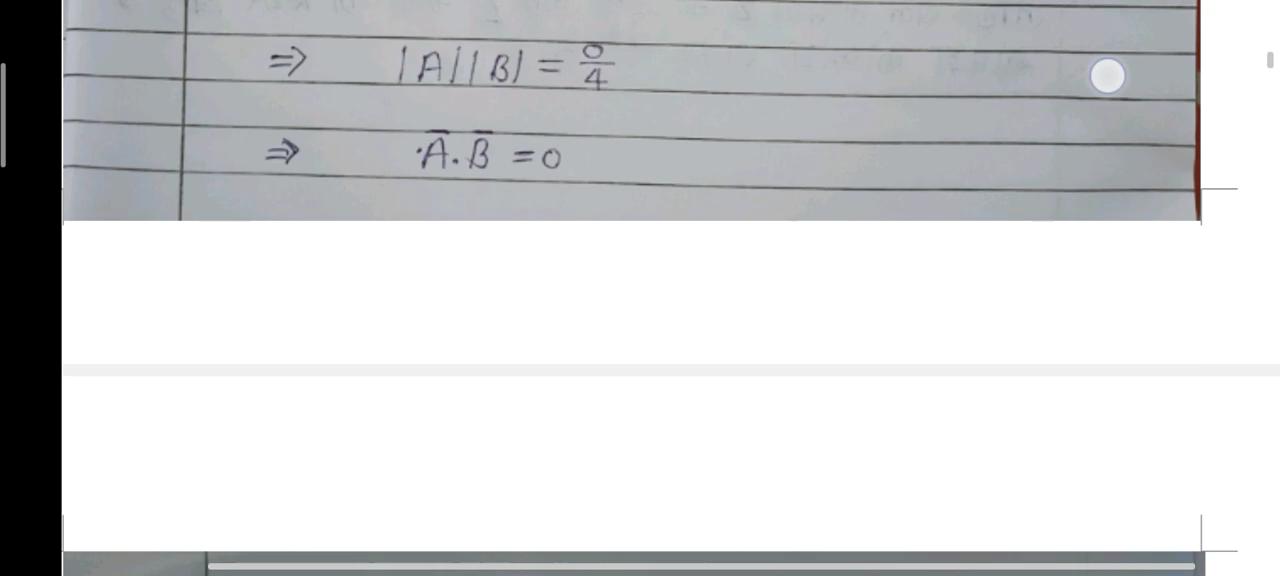 ⇒ |A||B| = 0/4
⇒ A̅.B̅ = 0